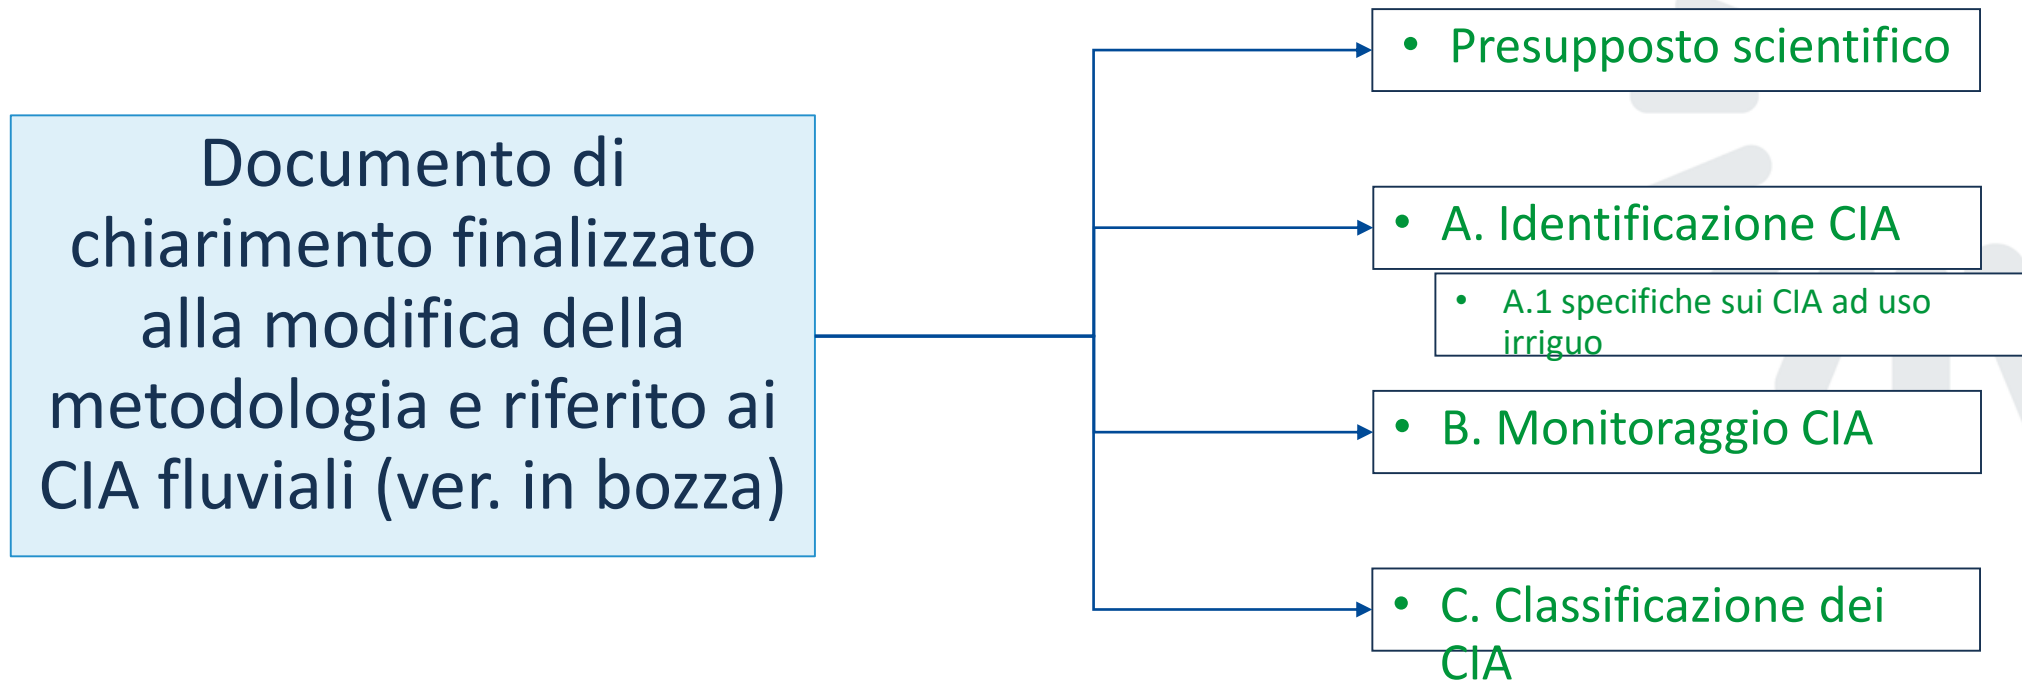 Documento di
chiarimento finalizzato
alla modifica della
metodologia e riferito ai
CIA fluviali (ver. in bozza)
• Presupposto scientifico
• A. Identificazione CIA
• A.1 specifiche sui CIA ad uso
irriguo
• B. Monitoraggio CIA
• C. Classificazione dei
CIA